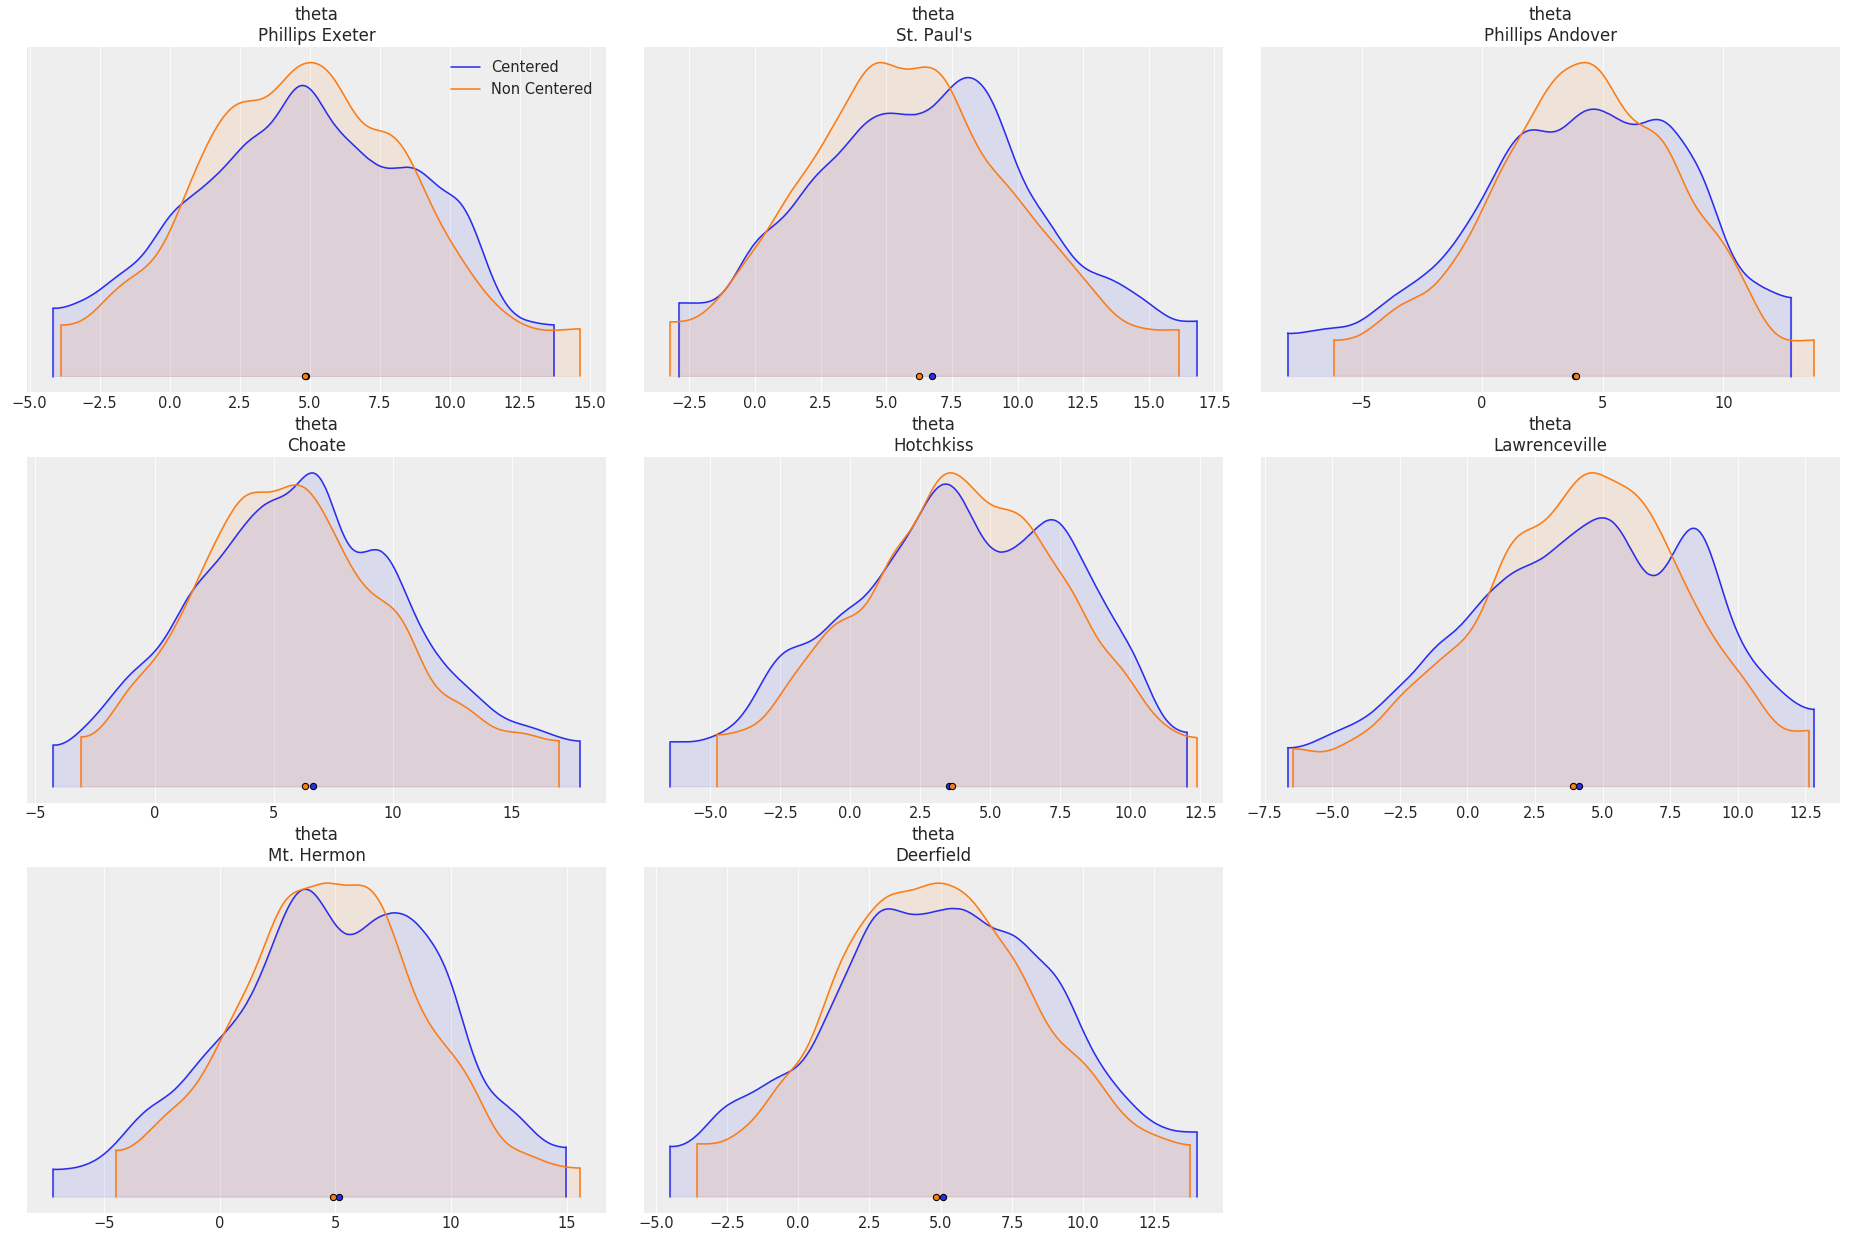 theta
Phillips Exeter
Centered
Non Centered
−5.0 −2.5 0.0 2.5 5.0 7.5 10.0 12.5 15.0
theta
St. Paul's
−2.5 0.0 2.5 5.0 7.5 10.0 12.5 15.0 17.5
theta
Phillips Andover
−5 0 5 10
theta
Choate
−5 0 5 10 15
theta
Hotchkiss
−5.0 −2.5 0.0 2.5 5.0 7.5 10.0 12.5
theta
Lawrenceville
−7.5 −5.0 −2.5 0.0 2.5 5.0 7.5 10.0 12.5
theta
Mt. Hermon
−5 0 5 10 15
theta
Deerfield
−5.0 −2.5 0.0 2.5 5.0 7.5 10.0 12.5